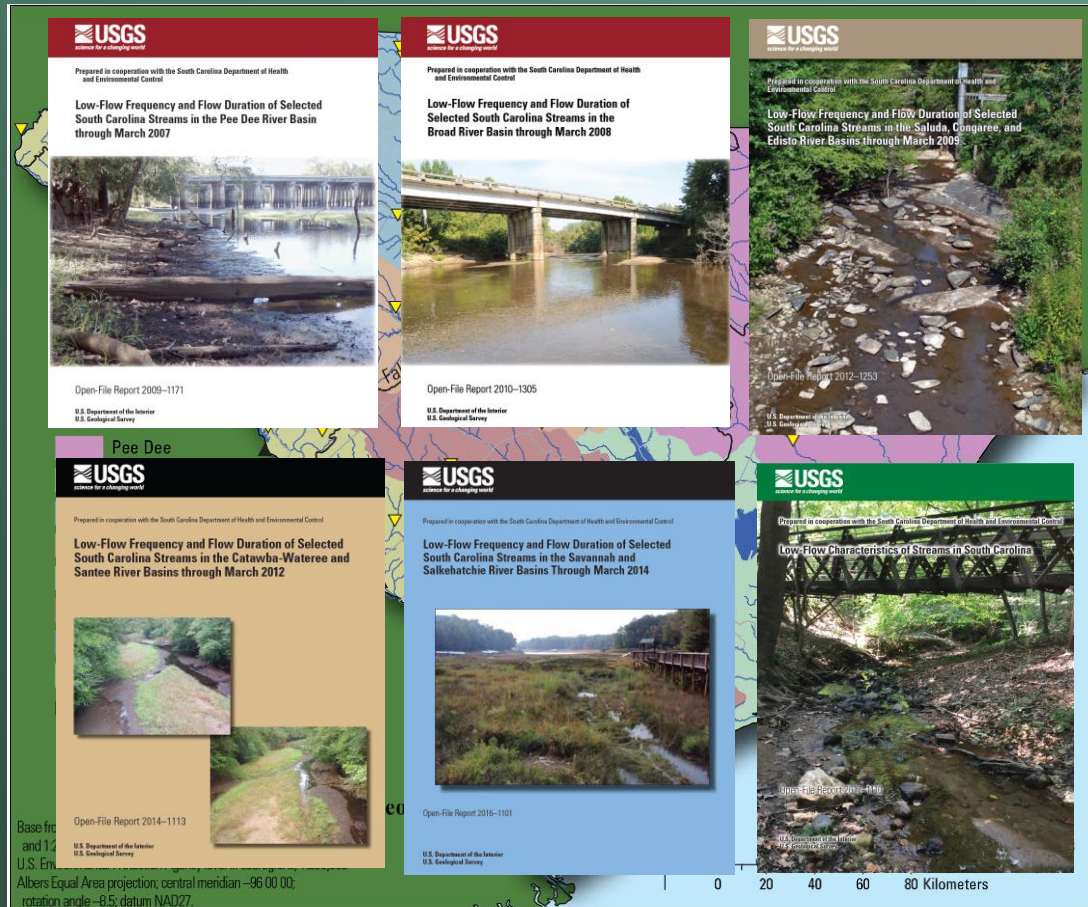 USGS
science for a changing world
Prepared in cooperation with the South Carolina Department of Health
and Environmental Control
Low-Flow Frequency and Flow Duration of Selected
South Carolina Streams in the Pee Dee River Basin
through March 2007
Open-File Report 2009–1171
U.S. Department of the Interior
U.S. Geological Survey
USGS
science for a changing world
Prepared in cooperation with the South Carolina Department of Health
and Environmental Control
Low-Flow Frequency and Flow Duration of
Selected South Carolina Streams in the
Broad River Basin through March 2008
Open-File Report 2010–1305
U.S. Department of the Interior
U.S. Geological Survey
USGS
science for a changing world
Prepared in cooperation with the South Carolina Department of Health and
Environmental Control
Low-Flow Frequency and Flow Duration of Selected
South Carolina Streams in the Saluda, Congaree, and
Edisto River Basins through March 2009
Open-File Report 2012–1253
U.S. Department of the Interior
U.S. Geological Survey
Pee Dee
USGS
science for a changing world
Prepared in cooperation with the South Carolina Department of Health and Environmental Control
Low-Flow Frequency and Flow Duration of Selected
South Carolina Streams in the Catawba-Wateree and
Santee River Basins through March 2012
Open-File Report 2014–1113
U.S. Department of the Interior
U.S. Geological Survey
USGS
science for a changing world
Prepared in cooperation with the South Carolina Department of Health and Environmental Control
Low-Flow Frequency and Flow Duration of Selected
South Carolina Streams in the Savannah and
Salkehatchie River Basins Through March 2014
Open-File Report 2016–1101
U.S. Department of the Interior
U.S. Geological Survey
USGS
science for a changing world
Prepared in cooperation with the South Carolina Department of Health and Environmental Control
Low-Flow Characteristics of Streams in South Carolina
Open-File Report
U.S. Department of the Interior
U.S. Geological Survey
Base
and
U.S.
Albers Equal Area projection; central meridian –96 00 00;
rotation angle –8.5; datum NAD27.
0 20 40 60 80 Kilometers